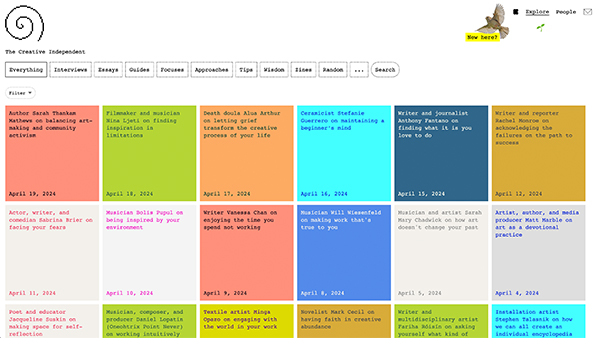 New here?
Explore
People
The Creative Independent
Everything
Interviews
Essays
Guides
Focuses
Approaches
Tips
Wisdom
Zines
Random
...
Search
Filter
Author Sarah Thankam
Mathews on balancing art-
making and community
activism
April 19, 2024
Filmmaker and musician
Nina Ljeti on finding
inspiration in
limitations
April 18, 2024
Death doula Alua Arthur
on letting grief
transform the creative
process of your life
April 17, 2024
Ceramicist Stefanie
Guerrero on maintaining a
beginner's mind
April 16, 2024
Writer and journalist
Anthony Fantano on
finding what it is you
love to do
April 15, 2024
Writer and reporter
Rachel Monroe on
acknowledging the
failures on the path to
success
April 12, 2024
Actor, writer, and
comedian Sabrina Brier on
facing your fears
April 11, 2024
Musician Solis Pupul on
being inspired by your
environment
April 10, 2024
Writer Vanessa Chan on
enjoying the time you
spend not working
April 9, 2024
Musician Will Wiesenfeld
on making work that's
true to you
April 8, 2024
Musician and artist Sarah
Mary Chadwick on how art
doesn't change your past
April 5, 2024
Artist, author, and media
producer Matt Marble on
art as a devotional
practice
April 4, 2024
Poet and educator
Jacqueline Suskin on
making space for self-
reflection
Musician, composer, and
producer Daniel Lopatin
(Oneohtrix Point Never)
on working intuitively
Textile artist Minga
Opazo on engaging with
the world in your work
Novelist Mark Cecil on
having faith in creative
abundance
Writer and
multidisciplinary artist
Fariha Róisín on asking
yourself what kind of
Installation artist
Stephen Talasnik on how we
can all create an
individual encyclopedia